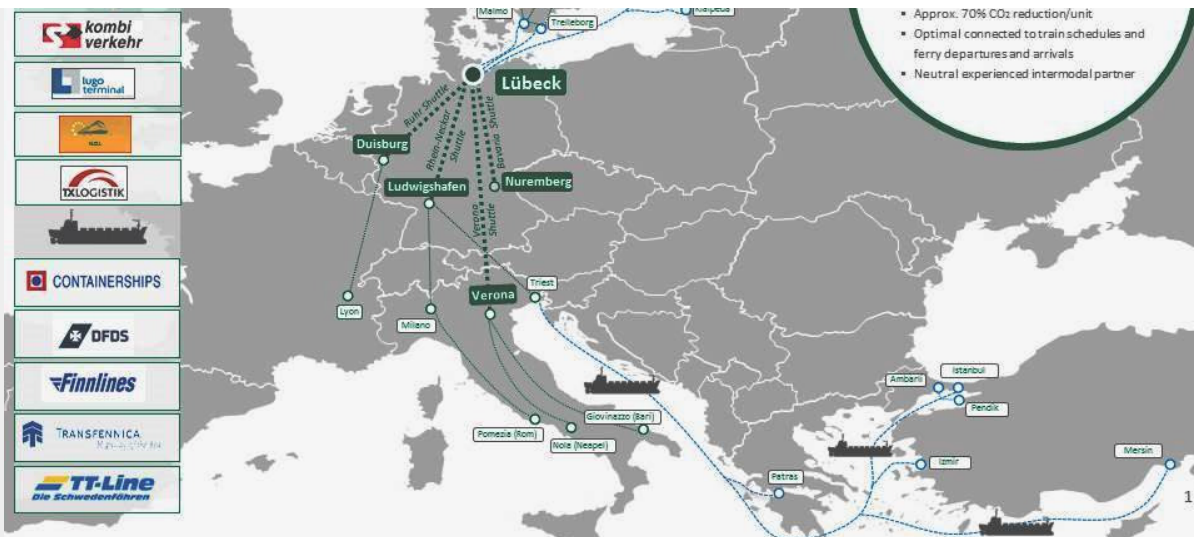 kombi
verkehr
lugo
terminal
TXLOGISTIK
CONTAINERSHIPS
DFDS
Finnlines
TRANSFENNICA
TT-Line
Die Schwedenfähren
Malmö
Trelleborg
Klaipeda
▪ Approx. 70% CO₂ reduction/unit
▪ Optimal connected to train schedules and
ferry departures and arrivals
▪ Neutral experienced intermodal partner
Lübeck
Ruhr Shuttle
Rhein-Neckar
Shuttle
Bavaria Shuttle
Verona
Shuttle
Duisburg
Ludwigshafen
Nuremberg
Verona
Triest
Lyon
Milano
Pomezia (Rom)
Nola (Neapel)
Giovinazzo (Bari)
Ambarli
Istanbul
Pendik
Izmir
Mersin
Patras
1